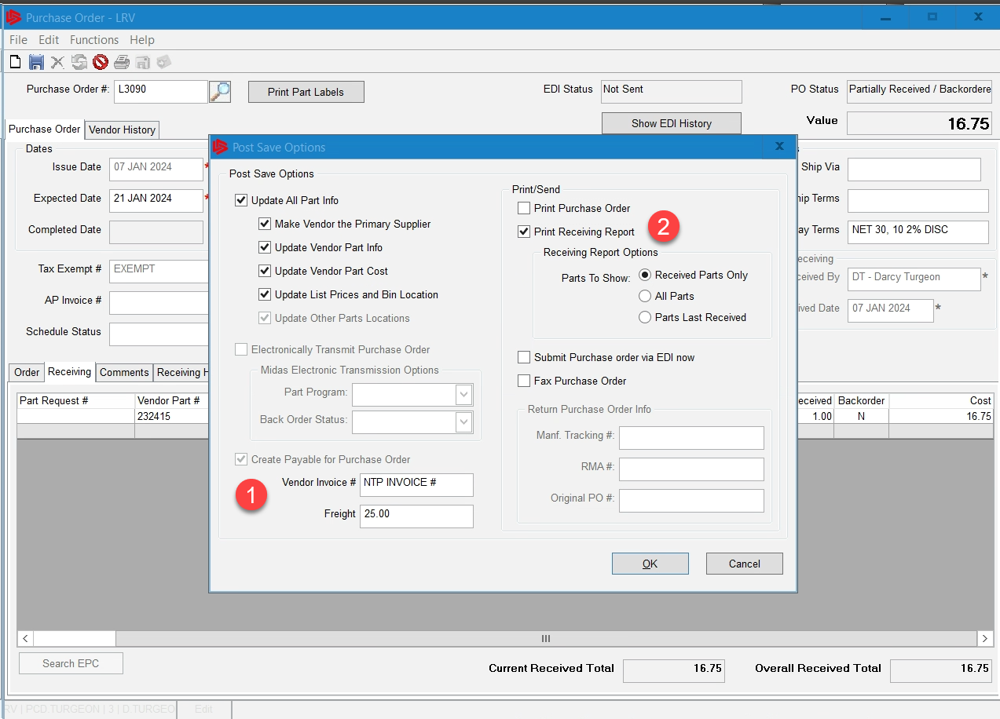 Purchase Order - LRV
File Edit Functions Help
Purchase Order #: L3090 Print Part Labels EDI Status Not Sent PO Status Partially Received / Backordere
Show EDI History Value 16.75
Purchase Order Vendor History
Dates
Issue Date 07 JAN 2024 *
Expected Date 21 JAN 2024 *
Completed Date
Tax Exempt # EXEMPT
AP Invoice #
Schedule Status
Ship Via
Terms
Terms NET 30, 10 2% DISC
By DT - Darcy Turgeon *
Date 07 JAN 2024 *
Post Save Options
Post Save Options
Update All Part Info
Make Vendor the Primary Supplier
Update Vendor Part Info
Update Vendor Part Cost
Update List Prices and Bin Location
Update Other Parts Locations
Electronically Transmit Purchase Order
Midas Electronic Transmission Options
Part Program:
Back Order Status:
Create Payable for Purchase Order
1
Vendor Invoice # NTP INVOICE #
Freight 25.00
Print/Send
Print Purchase Order
Print Receiving Report
2
Receiving Report Options
Parts To Show: Received Parts Only
All Parts
Parts Last Received
Submit Purchase order via EDI now
Fax Purchase Order
Return Purchase Order Info
Manf. Tracking #:
RMA #:
Original PO #:
OK Cancel
Order Receiving Comments Receiving H
Part Request # Vendor Part # eceived Backorder Cost
232415 1.00 N 16.75
Search EPC
Current Received Total 16.75 Overall Received Total 16.75
RV | PCD.TURGEON | 3 | D.TURGEO Edit